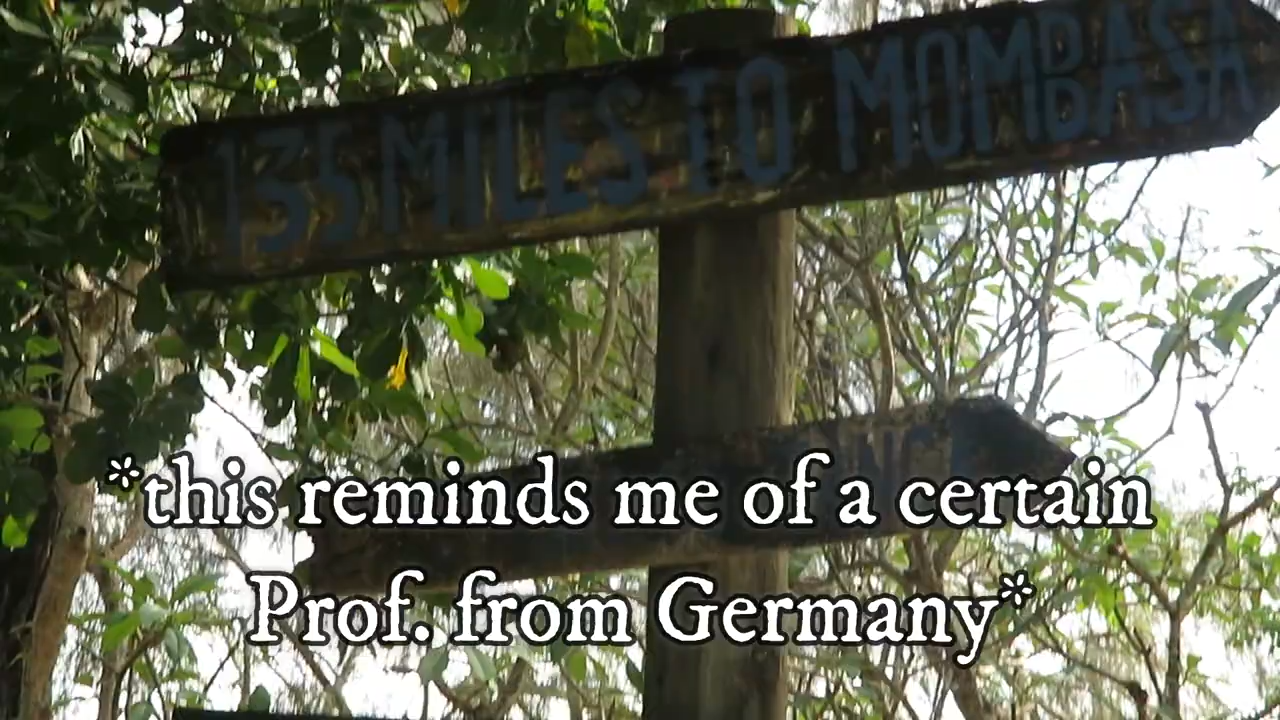 135 MILES TO MOMBASA
*this reminds me of a certain
Prof. from Germany*